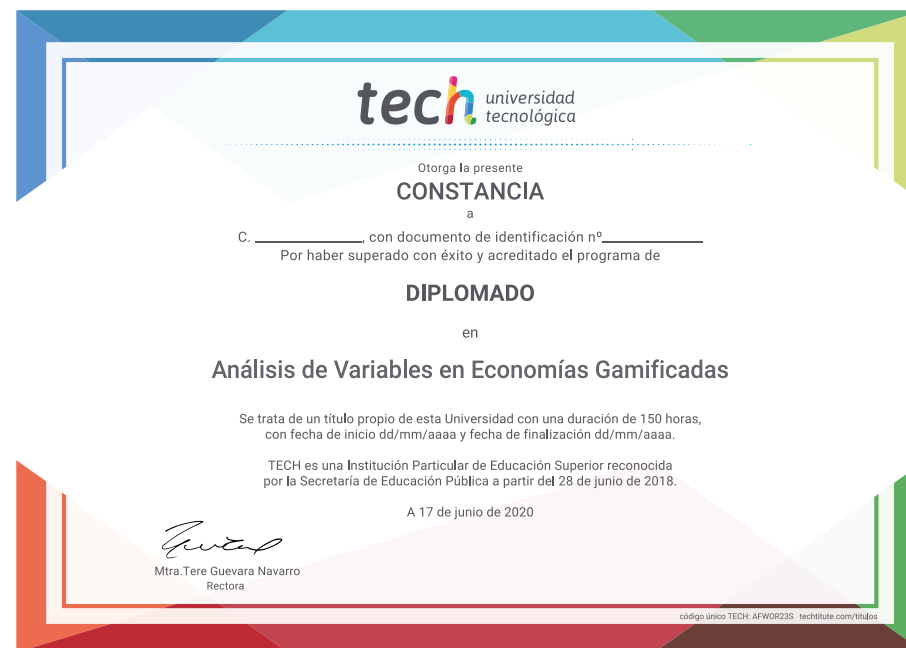 tech universidad
tecnológica
Otorga la presente
CONSTANCIA
a
C. ____________, con documento de identificación nº____________
Por haber superado con éxito y acreditado el programa de
DIPLOMADO
en
Análisis de Variables en Economías Gamificadas
Se trata de un título propio de esta Universidad con una duración de 150 horas,
con fecha de inicio dd/mm/aaaa y fecha de finalización dd/mm/aaaa.
TECH es una Institución Particular de Educación Superior reconocida
por la Secretaría de Educación Pública a partir del 28 de junio de 2018.
A 17 de junio de 2020
Mtra.Tere Guevara Navarro
Rectora
código único TECH: AFWOR23S techtitute.com/titulos